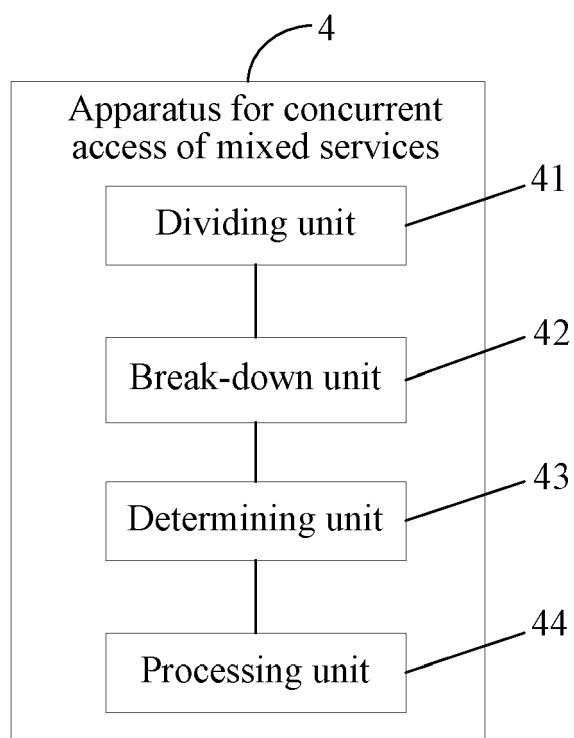 4
Apparatus for concurrent
access of mixed services
41
Dividing unit
42
Break-down unit
43
Determining unit
44
Processing unit